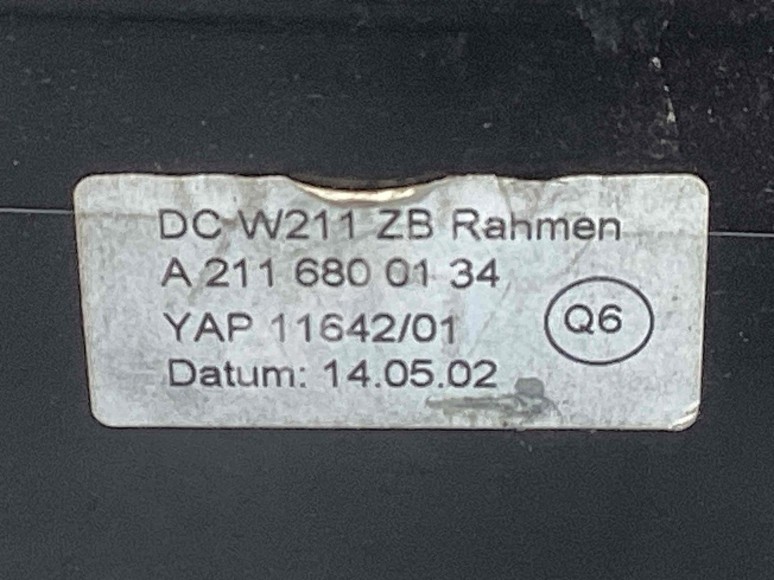 DC W211 ZB Rahmen
A 211 680 01 34
YAP 11642/01
Q6
Datum: 14.05.02